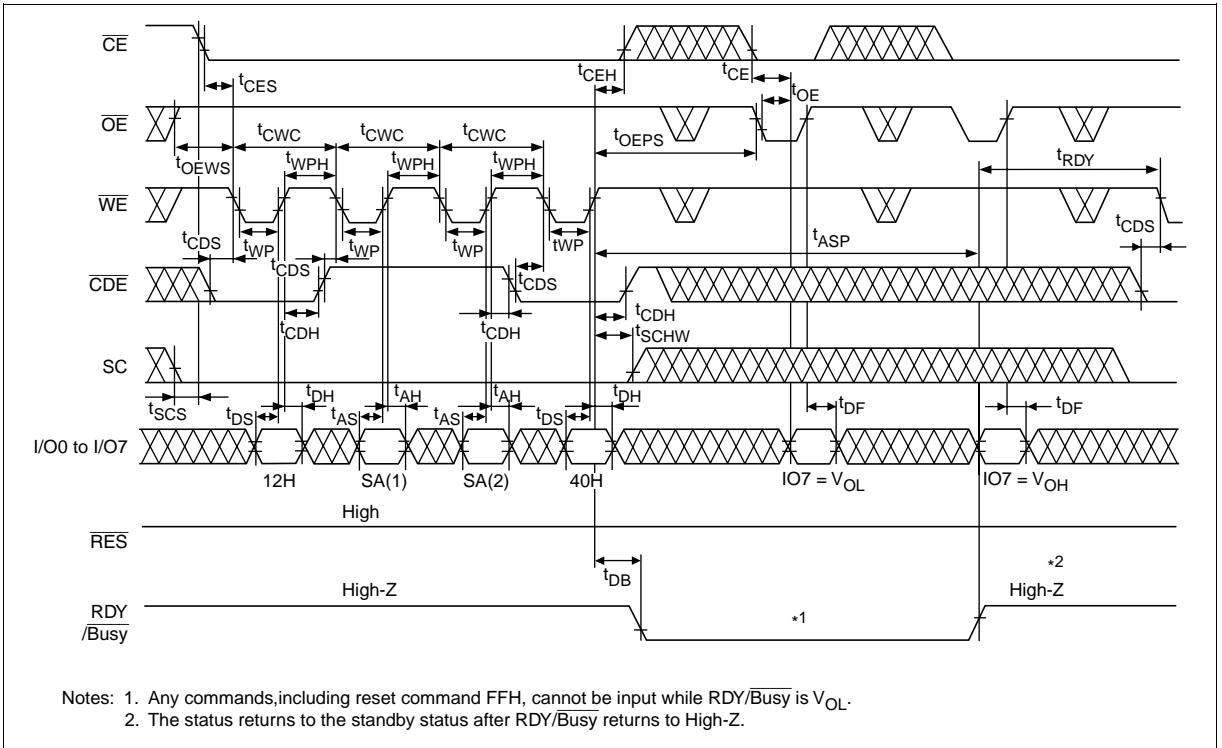 CE
tCES
tCEH
tCE
tOE
OE
tOEWS
tCWC
tCWC
tCWC
tOEPS
tWPH
tWPH
tWPH
tRDY
WE
tCDS
tWP
tWP
tWP
tWP
tASP
tCDS
tCDS
tCDS
CDE
tCDH
tCDH
tCDH
tSCHW
SC
tSCS
tDS
tDH
tAS
tAH
tAS
tAH
tDS
tDH
tDF
tDF
I/O0 to I/O7
12H
SA(1)
SA(2)
40H
IO7 = VOL
IO7 = VOH
High
RES
tDB
*2
High-Z
High-Z
RDY
/Busy
*1
Notes: 1. Any commands,including reset command FFH, cannot be input while RDY/Busy is VOL.
2. The status returns to the standby status after RDY/Busy returns to High-Z.